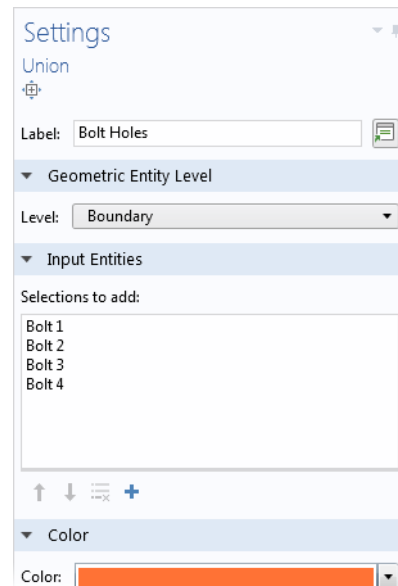 Settings
Union
Label: Bolt Holes
Geometric Entity Level
Level: Boundary
Input Entities
Selections to add:
Bolt 1
Bolt 2
Bolt 3
Bolt 4
Color
Color: